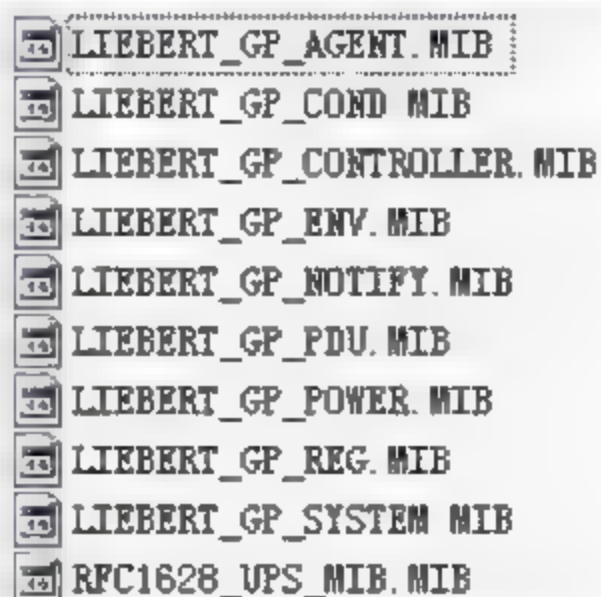 LIEBERT_GP_AGENT.MIB
LIEBERT_GP_COND MIB
LIEBERT_GP_CONTROLLER.MIB
LIEBERT_GP_ENV.MIB
LIEBERT_GP_NOTIFY.MIB
LIEBERT_GP_PDU.MIB
LIEBERT_GP_POWER.MIB
LIEBERT_GP_REG.MIB
LIEBERT_GP_SYSTEM MIB
RFC1628_UPS_MIB.MIB